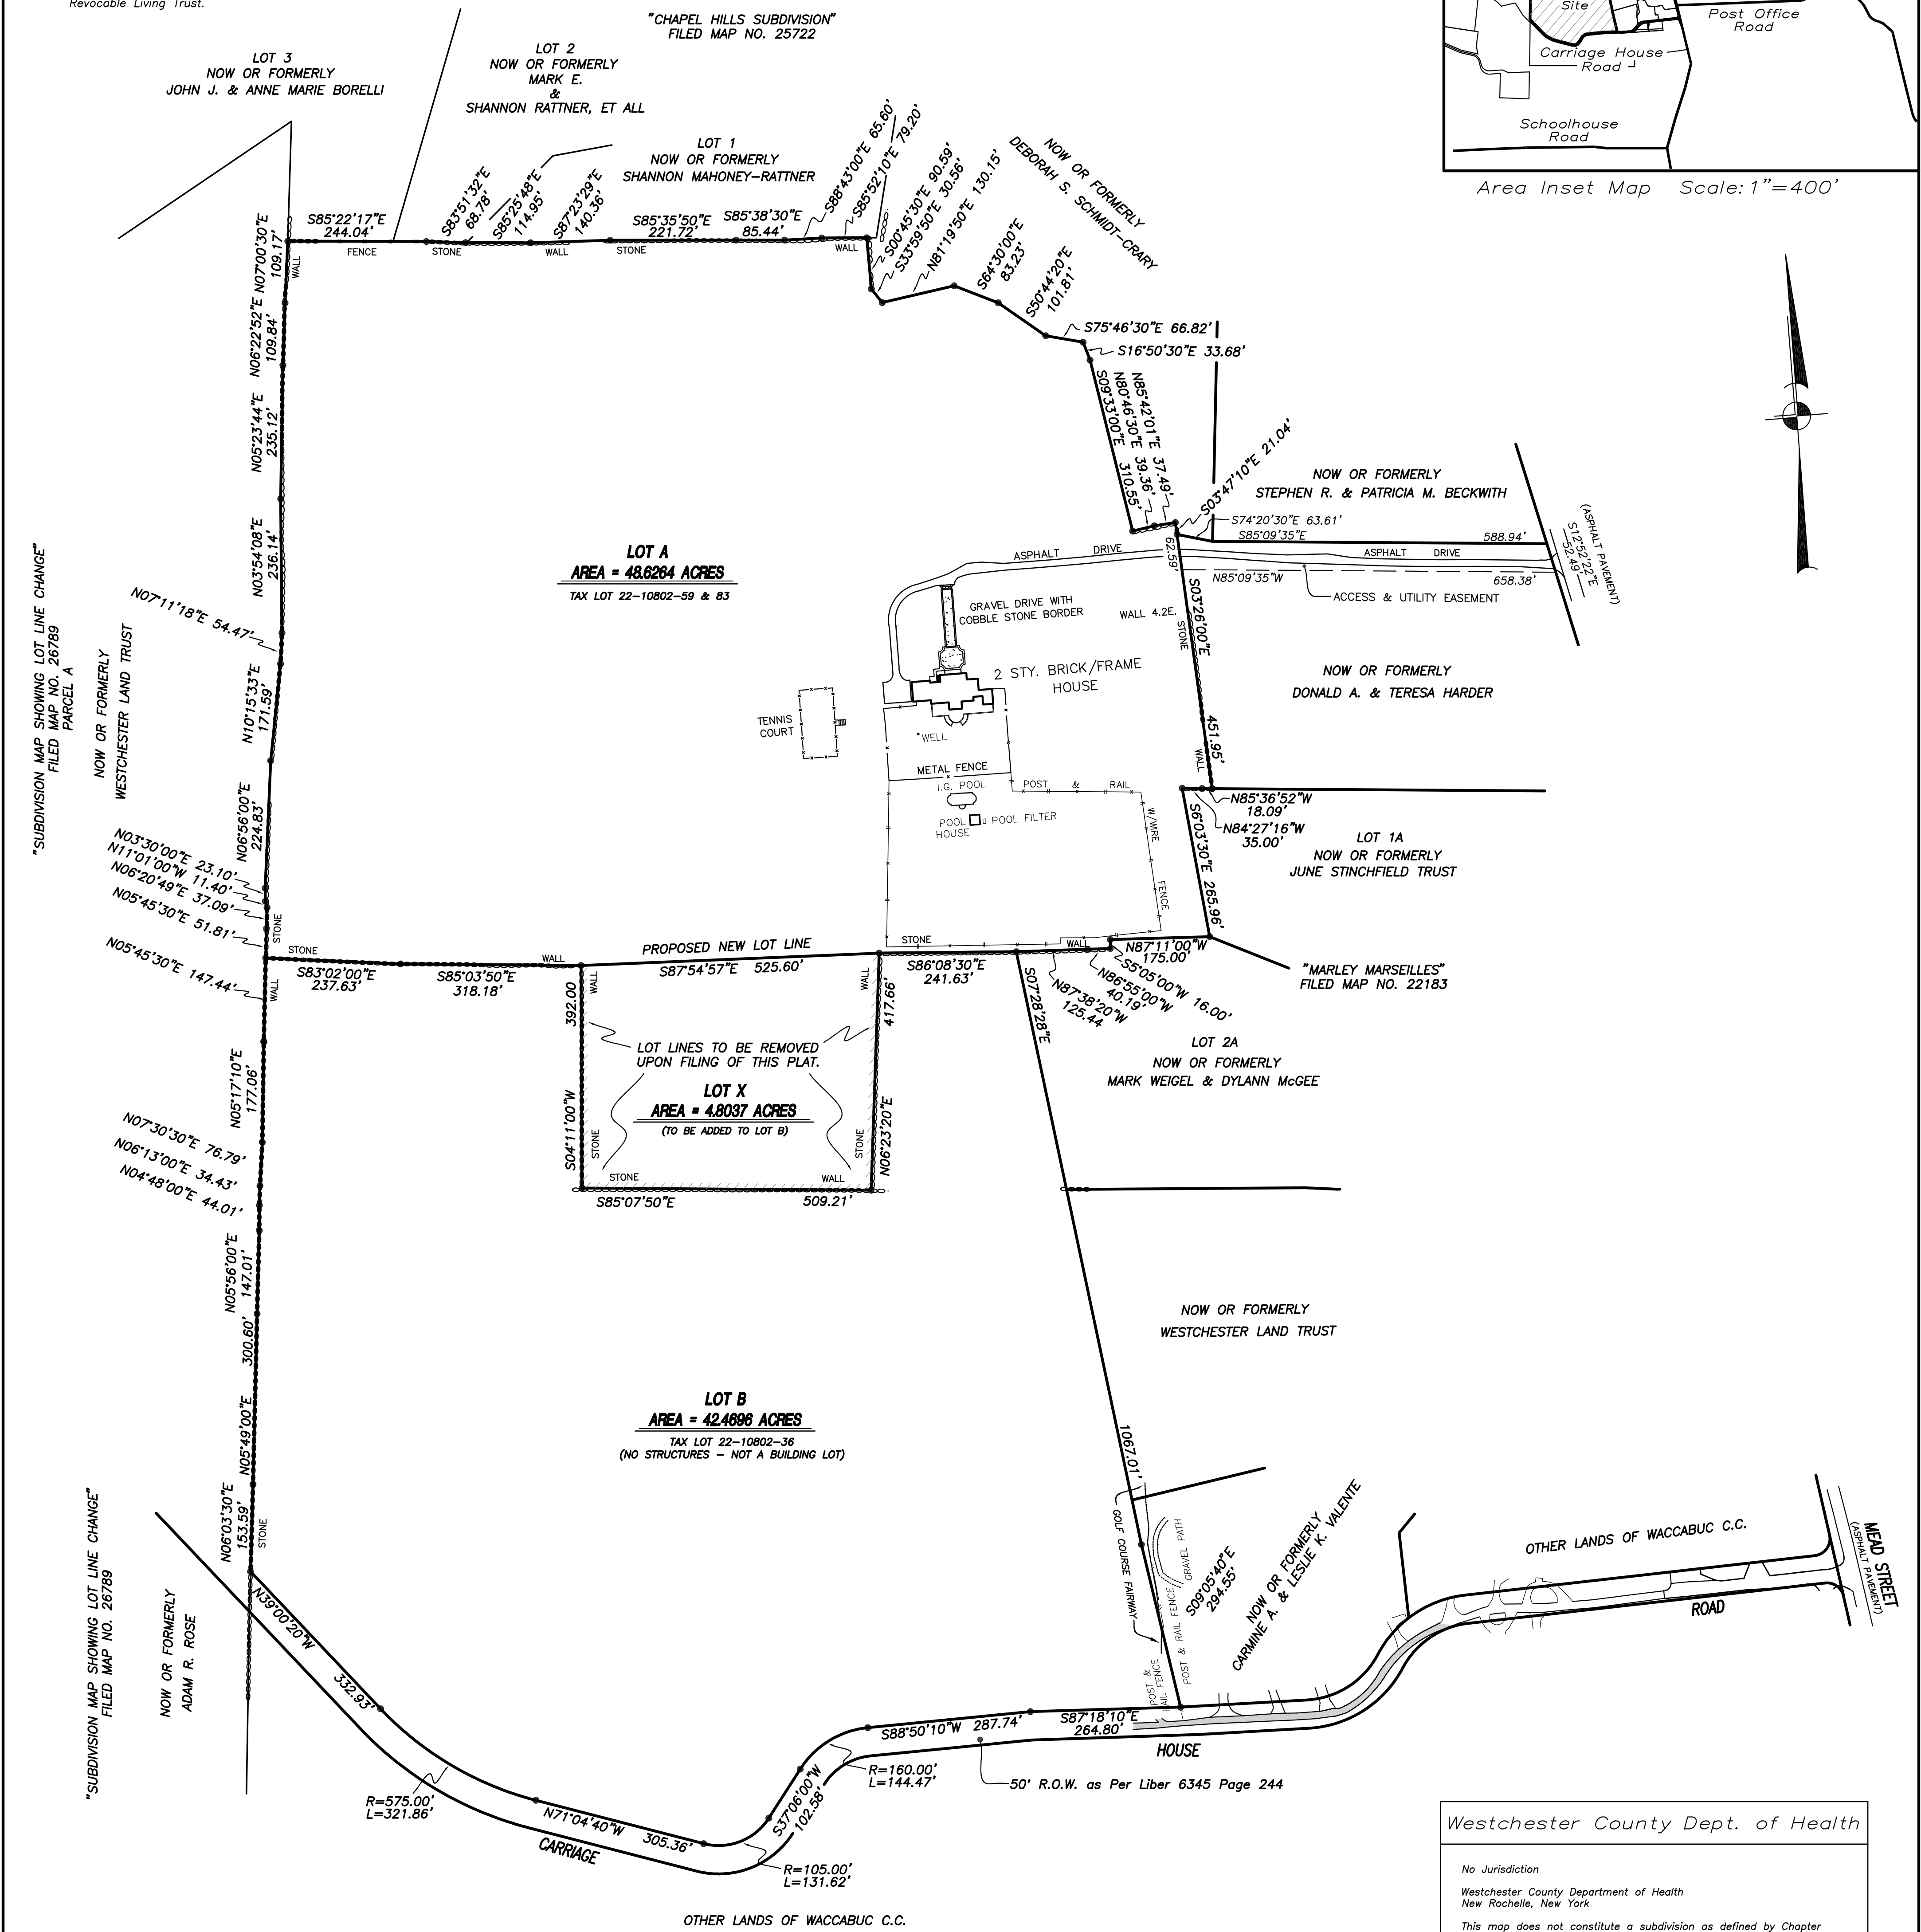 Revocable Living Trust.
"CHAPEL HILLS SUBDIVISION"
FILED MAP NO. 25722
LOT 3
NOW OR FORMERLY
JOHN J. & ANNE MARIE BORELLI
LOT 2
NOW OR FORMERLY
MARK E.
&
SHANNON RATTNER, ET ALL
LOT 1
NOW OR FORMERLY
SHANNON MAHONEY-RATTNER
NOW OR FORMERLY
DEBORAH S. SCHMIDT-CRARY
Site
Post Office
Road
Carriage House
Road
Schoolhouse
Road
Area Inset Map Scale: 1"=400'
S85°22'17"E
244.04'
FENCE
S83°51'32"E
68.78'
STONE
S85°25'48"E
114.95'
WALL
S87°23'29"E
140.36'
S85°35'50"E
221.72'
STONE
S85°38'30"E
85.44'
S88°43'00"E 65.60'
WALL
S85°52'10"E 79.20'
S00°45'30"E 90.59'
S33°59'50"E 30.56'
N81°19'50"E 130.15'
S64°30'00"E
83.23'
S50°44'20"E
101.81'
S75°46'30"E 66.82'
S16°50'30"E 33.68'
S09°33'00"E 310.55'
N80°46'30"E 39.36'
N85°42'01"E 37.49'
S03°47'10"E 21.04'
NOW OR FORMERLY
STEPHEN R. & PATRICIA M. BECKWITH
S74°20'30"E 63.61'
S85°09'35"E 588.94'
ASPHALT DRIVE
ASPHALT DRIVE
N85°09'35"W 658.38'
ACCESS & UTILITY EASEMENT
(ASPHALT PAVEMENT)
S12°52'22"E
52.49'
62.59'
S03°26'00"E
451.95'
STONE
WALL
WALL 4.2E.
NOW OR FORMERLY
DONALD A. & TERESA HARDER
N07°00'30"E
109.17'
WALL
N06°22'52"E
109.84'
N05°23'44"E
235.12'
N03°54'08"E
236.14'
N07°11'18"E 54.47'
N10°15'33"E
171.59'
N06°56'00"E
224.83'
N03°30'00"E 23.10'
N11°01'00"W 11.40'
N06°20'49"E 37.09'
N05°45'30"E 51.81'
STONE
N05°45'30"E 147.44'
WALL
"SUBDIVISION MAP SHOWING LOT LINE CHANGE"
FILED MAP NO. 26789
PARCEL A
NOW OR FORMERLY
WESTCHESTER LAND TRUST
LOT A
AREA = 48.6264 ACRES
TAX LOT 22-10802-59 & 83
GRAVEL DRIVE WITH
COBBLE STONE BORDER
2 STY. BRICK/FRAME
HOUSE
TENNIS
COURT
WELL
METAL FENCE
I.G. POOL
POST & RAIL
W/WIRE
FENCE
POOL
HOUSE
POOL FILTER
N85°36'52"W
18.09'
N84°27'16"W
35.00'
S6°03'30"E 265.96'
LOT 1A
NOW OR FORMERLY
JUNE STINCHFIELD TRUST
STONE
WALL
S83°02'00"E
237.63'
S85°03'50"E
318.18'
PROPOSED NEW LOT LINE
S87°54'57"E 525.60'
STONE
WALL
S86°08'30"E
241.63'
N87°11'00"W
175.00'
S5°05'00"W 16.00'
N86°55'00"W
40.19'
N87°38'20"W
125.44
"MARLEY MARSEILLES"
FILED MAP NO. 22183
LOT 2A
NOW OR FORMERLY
MARK WEIGEL & DYLANN McGEE
392.00
WALL
S04°11'00"W
STONE
417.66'
WALL
N06°23'20"E
STONE
LOT LINES TO BE REMOVED
UPON FILING OF THIS PLAT.
LOT X
AREA = 4.8037 ACRES
(TO BE ADDED TO LOT B)
STONE
WALL
S85°07'50"E
509.21'
S07°28'28"E
1067.01'
NOW OR FORMERLY
WESTCHESTER LAND TRUST
N05°17'10"E
177.06'
N07°30'30"E 76.79'
N06°13'00"E 34.43'
N04°48'00"E 44.01'
N05°56'00"E
147.01'
N05°49'00"E 300.60'
N06°03'30"E
153.59'
STONE
LOT B
AREA = 42.4696 ACRES
TAX LOT 22-10802-36
(NO STRUCTURES - NOT A BUILDING LOT)
"SUBDIVISION MAP SHOWING LOT LINE CHANGE"
FILED MAP NO. 26789
NOW OR FORMERLY
ADAM R. ROSE
GOLF COURSE FAIRWAY
POST & RAIL FENCE
GRAVEL PATH
POST &
RAIL FENCE
S09°05'40"E
294.55'
NOW OR FORMERLY
CARMINE A. & LESLIE K. VALENTE
OTHER LANDS OF WACCABUC C.C.
MEAD STREET
(ASPHALT PAVEMENT)
ROAD
N39°00'20"W
332.93'
R=575.00'
L=321.86'
N71°04'40"W 305.36'
CARRIAGE
R=105.00'
L=131.62'
S37°06'00"W
102.58'
R=160.00'
L=144.47'
S88°50'10"W 287.74'
S87°18'10"E
264.80'
HOUSE
50' R.O.W. as Per Liber 6345 Page 244
OTHER LANDS OF WACCABUC C.C.
Westchester County Dept. of Health
No Jurisdiction
Westchester County Department of Health
New Rochelle, New York
This map does not constitute a subdivision as defined by Chapter